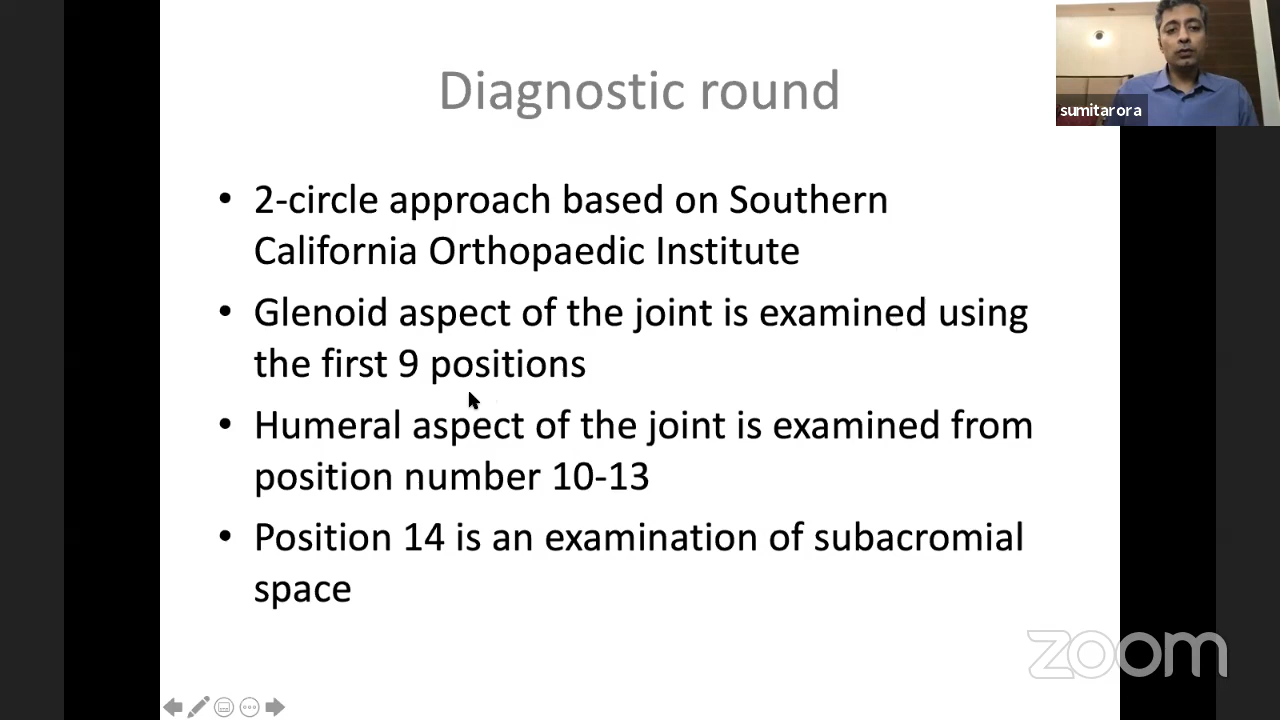 Diagnostic round
sumitarora
• 2-circle approach based on Southern
California Orthopaedic Institute
• Glenoid aspect of the joint is examined using
the first 9 positions
• Humeral aspect of the joint is examined from
position number 10-13
• Position 14 is an examination of subacromial
space
zoom